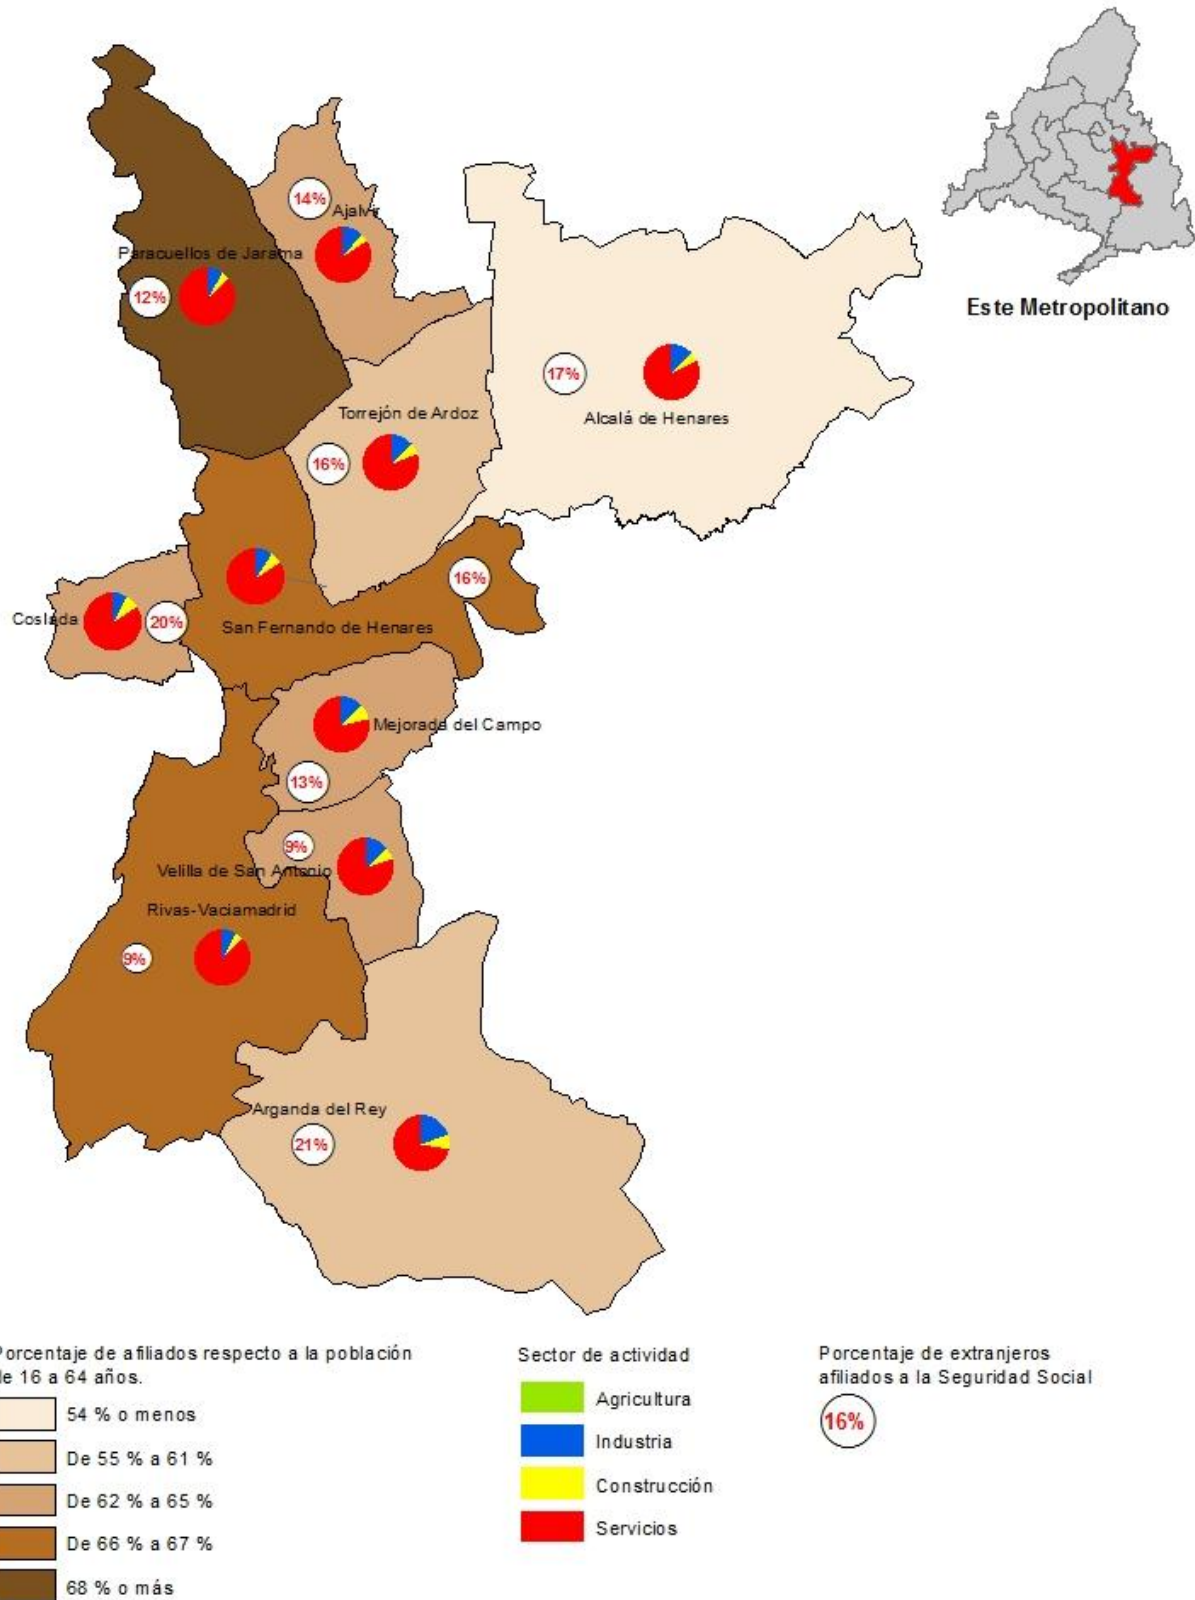 14%
Ajalvir
Paracuellos de Jarama
12%
Este Metropolitano
17%
Alcalá de Henares
Torrejón de Ardoz
16%
16%
Coslada
20%
San Fernando de Henares
Mejorada del Campo
13%
9%
Velilla de San Antonio
Rivas-Vaciamadrid
9%
Arganda del Rey
21%
Porcentaje de afiliados respecto a la población
de 16 a 64 años.
54 % o menos
De 55 % a 61 %
De 62 % a 65 %
De 66 % a 67 %
68 % o más
Sector de actividad
Agricultura
Industria
Construcción
Servicios
Porcentaje de extranjeros
afiliados a la Seguridad Social
16%